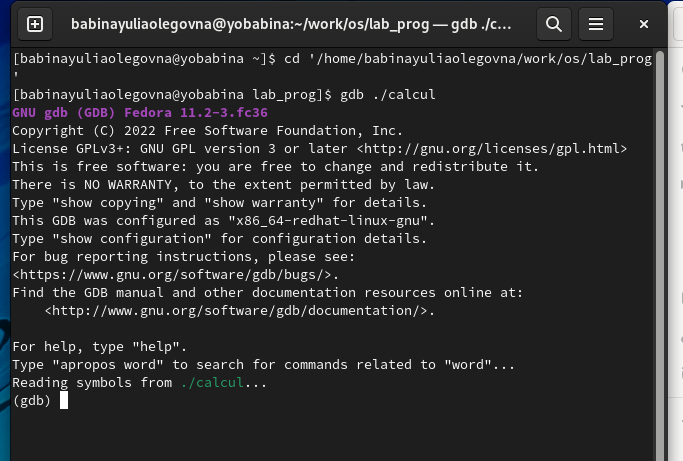 babinayuliaolegovna@yobabina:~/work/os/lab_prog — gdb ./c...
[babinayuliaolegovna@yobabina ~]$ cd '/home/babinayuliaolegovna/work/os/lab_prog
'
[babinayuliaolegovna@yobabina lab_prog]$ gdb ./calcul
GNU gdb (GDB) Fedora 11.2-3.fc36
Copyright (C) 2022 Free Software Foundation, Inc.
License GPLv3+: GNU GPL version 3 or later <http://gnu.org/licenses/gpl.html>
This is free software: you are free to change and redistribute it.
There is NO WARRANTY, to the extent permitted by law.
Type "show copying" and "show warranty" for details.
This GDB was configured as "x86_64-redhat-linux-gnu".
Type "show configuration" for configuration details.
For bug reporting instructions, please see:
<https://www.gnu.org/software/gdb/bugs/>.
Find the GDB manual and other documentation resources online at:
    <http://www.gnu.org/software/gdb/documentation/>.

For help, type "help".
Type "apropos word" to search for commands related to "word"...
Reading symbols from ./calcul...
(gdb)